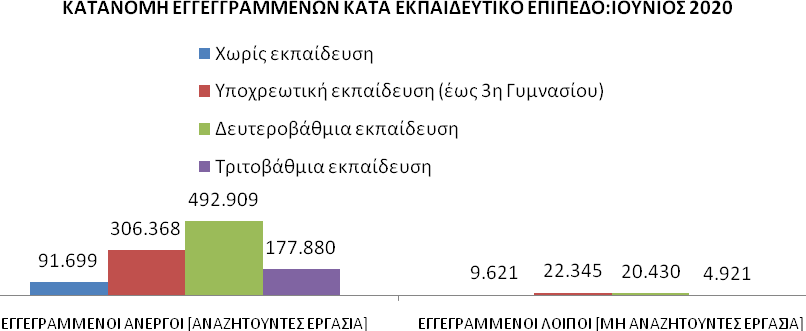 ΚΑΤΑΝΟΜΗ ΕΓΓΕΓΓΡΑΜΜΕΝΩΝ ΚΑΤΑ ΕΚΠΑΙΔΕΥΤΙΚΟ ΕΠΙΠΕΔΟ:ΙΟΥΝΙΟΣ 2020
Χωρίς εκπαίδευση
Υποχρεωτική εκπαίδευση (έως 3η Γυμνασίου)
Δευτεροβάθμια εκπαίδευση
Τριτοβάθμια εκπαίδευση
91.699 306.368 492.909 177.880
9.621 22.345 20.430 4.921
ΕΓΓΕΓΡΑΜΜΕΝΟΙ ΑΝΕΡΓΟΙ [ΑΝΑΖΗΤΟΥΝΤΕΣ ΕΡΓΑΣΙΑ] ΕΓΓΕΓΡΑΜΜΕΝΟΙ ΛΟΙΠΟΙ [ΜΗ ΑΝΑΖΗΤΟΥΝΤΕΣ ΕΡΓΑΣΙΑ]